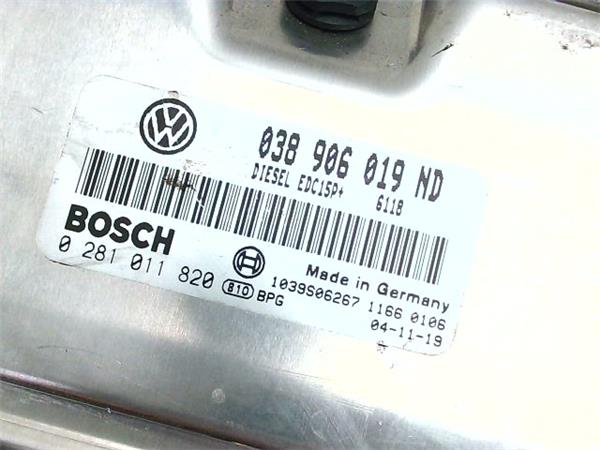 038 906 019 ND
DIESEL EDC15P+ 6118
BOSCH
0 281 011 820
810 BPG
Made in Germany
1039S06267 1166 0106
04-11-19